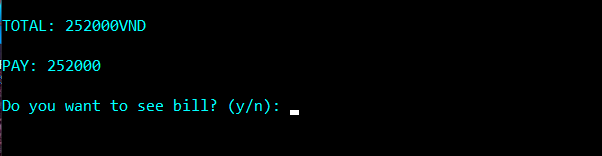 TOTAL: 252000VND
PAY: 252000
Do you want to see bill? (y/n):